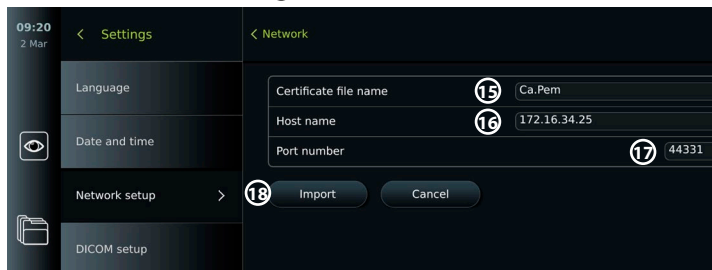 09:20
2 Mar
< Settings
< Network
Language
Date and time
Network setup >
DICOM setup
Certificate file name 15 Ca.Pem
Host name 16 172.16.34.25
Port number 17 44331
18 Import Cancel